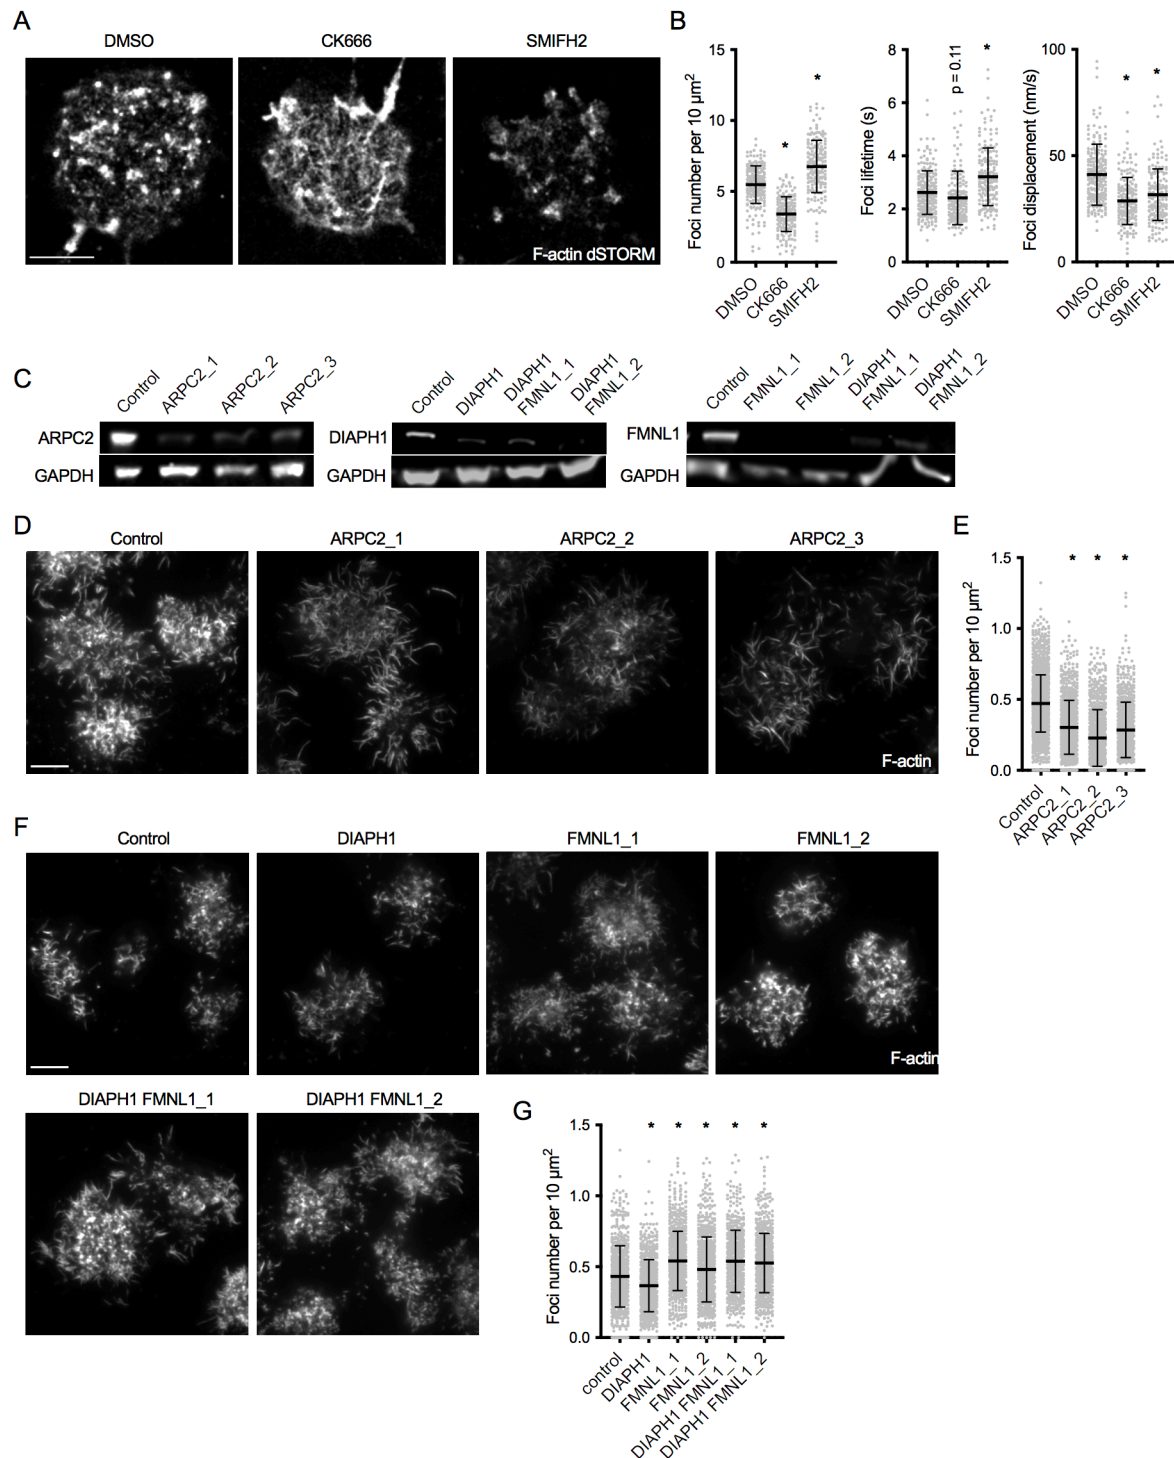 A
DMSO
CK666
SMIFH2
F-actin dSTORM
B
Foci number per 10 µm²
15
10
5
0
DMSO
CK666
SMIFH2
*
*
Foci lifetime (s)
8
6
4
2
0
DMSO
CK666
SMIFH2
p = 0.11
*
Foci displacement (nm/s)
100
50
0
DMSO
CK666
SMIFH2
*
*
C
Control
ARPC2_1
ARPC2_2
ARPC2_3
ARPC2
GAPDH
Control
DIAPH1
DIAPH1
FMNL1_1
DIAPH1
FMNL1_2
DIAPH1
GAPDH
Control
FMNL1_1
FMNL1_2
DIAPH1
FMNL1_1
DIAPH1
FMNL1_2
FMNL1
GAPDH
D
Control
ARPC2_1
ARPC2_2
ARPC2_3
F-actin
E
Foci number per 10 µm²
1.5
1.0
0.5
0.0
* * *
Control
ARPC2_1
ARPC2_2
ARPC2_3
F
Control
DIAPH1
FMNL1_1
FMNL1_2
F-actin
DIAPH1 FMNL1_1
DIAPH1 FMNL1_2
G
Foci number per 10 µm²
1.5
1.0
0.5
0.0
* * * * *
control
DIAPH1
FMNL1_1
FMNL1_2
DIAPH1 FMNL1_1
DIAPH1 FMNL1_2